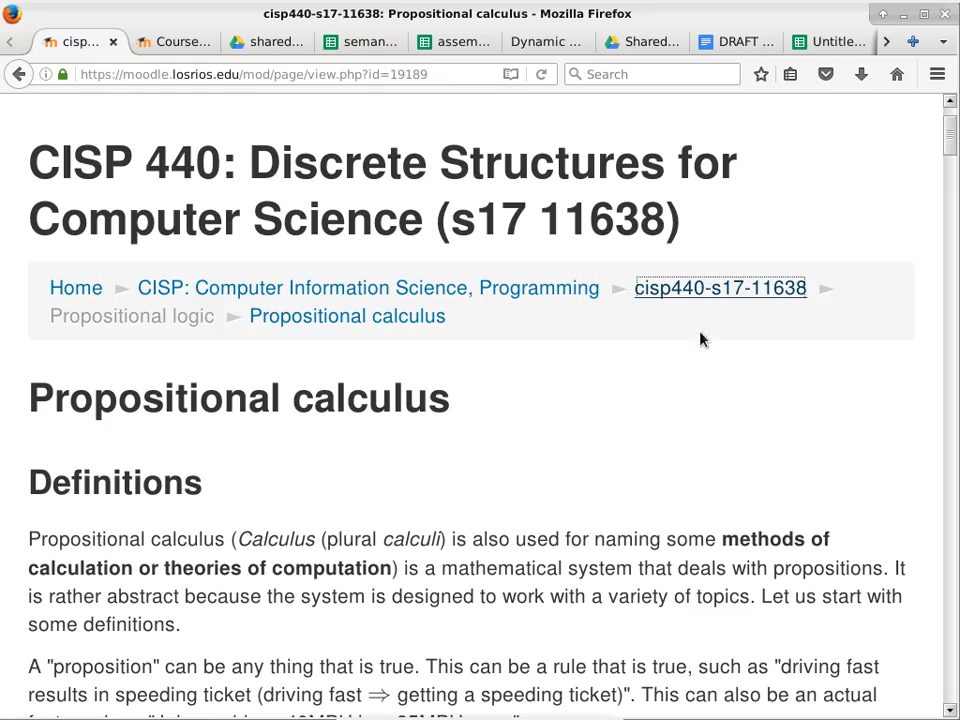 cisp440-s17-11638: Propositional calculus - Mozilla Firefox
cisp... Course... shared... seman... assem... Dynamic ... Shared... DRAFT ... Untitle...
https://moodle.losrios.edu/mod/page/view.php?id=19189 Search
CISP 440: Discrete Structures for
Computer Science (s17 11638)
Home ► CISP: Computer Information Science, Programming ► cisp440-s17-11638 ►
Propositional logic ► Propositional calculus
Propositional calculus
Definitions
Propositional calculus (Calculus (plural calculi) is also used for naming some methods of
calculation or theories of computation) is a mathematical system that deals with propositions. It
is rather abstract because the system is designed to work with a variety of topics. Let us start with
some definitions.
A "proposition" can be any thing that is true. This can be a rule that is true, such as "driving fast
results in speeding ticket (driving fast ⇒ getting a speeding ticket)". This can also be an actual